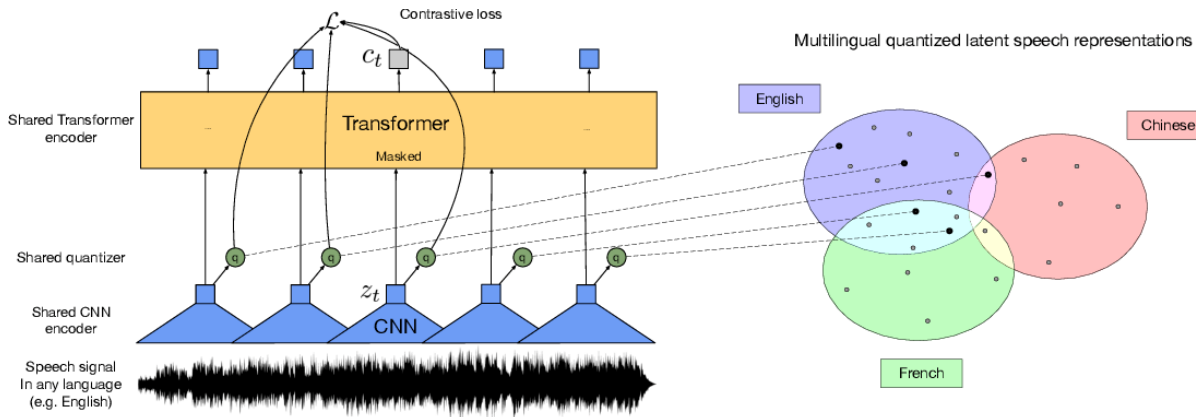 Contrastive loss
ℒ
c_t
Multilingual quantized latent speech representations
English
Chinese
Shared Transformer
encoder
Transformer
...
...
Masked
Shared quantizer
q
q
q
q
q
z_t
Shared CNN
encoder
CNN
Speech signal
In any language
(e.g. English)
French